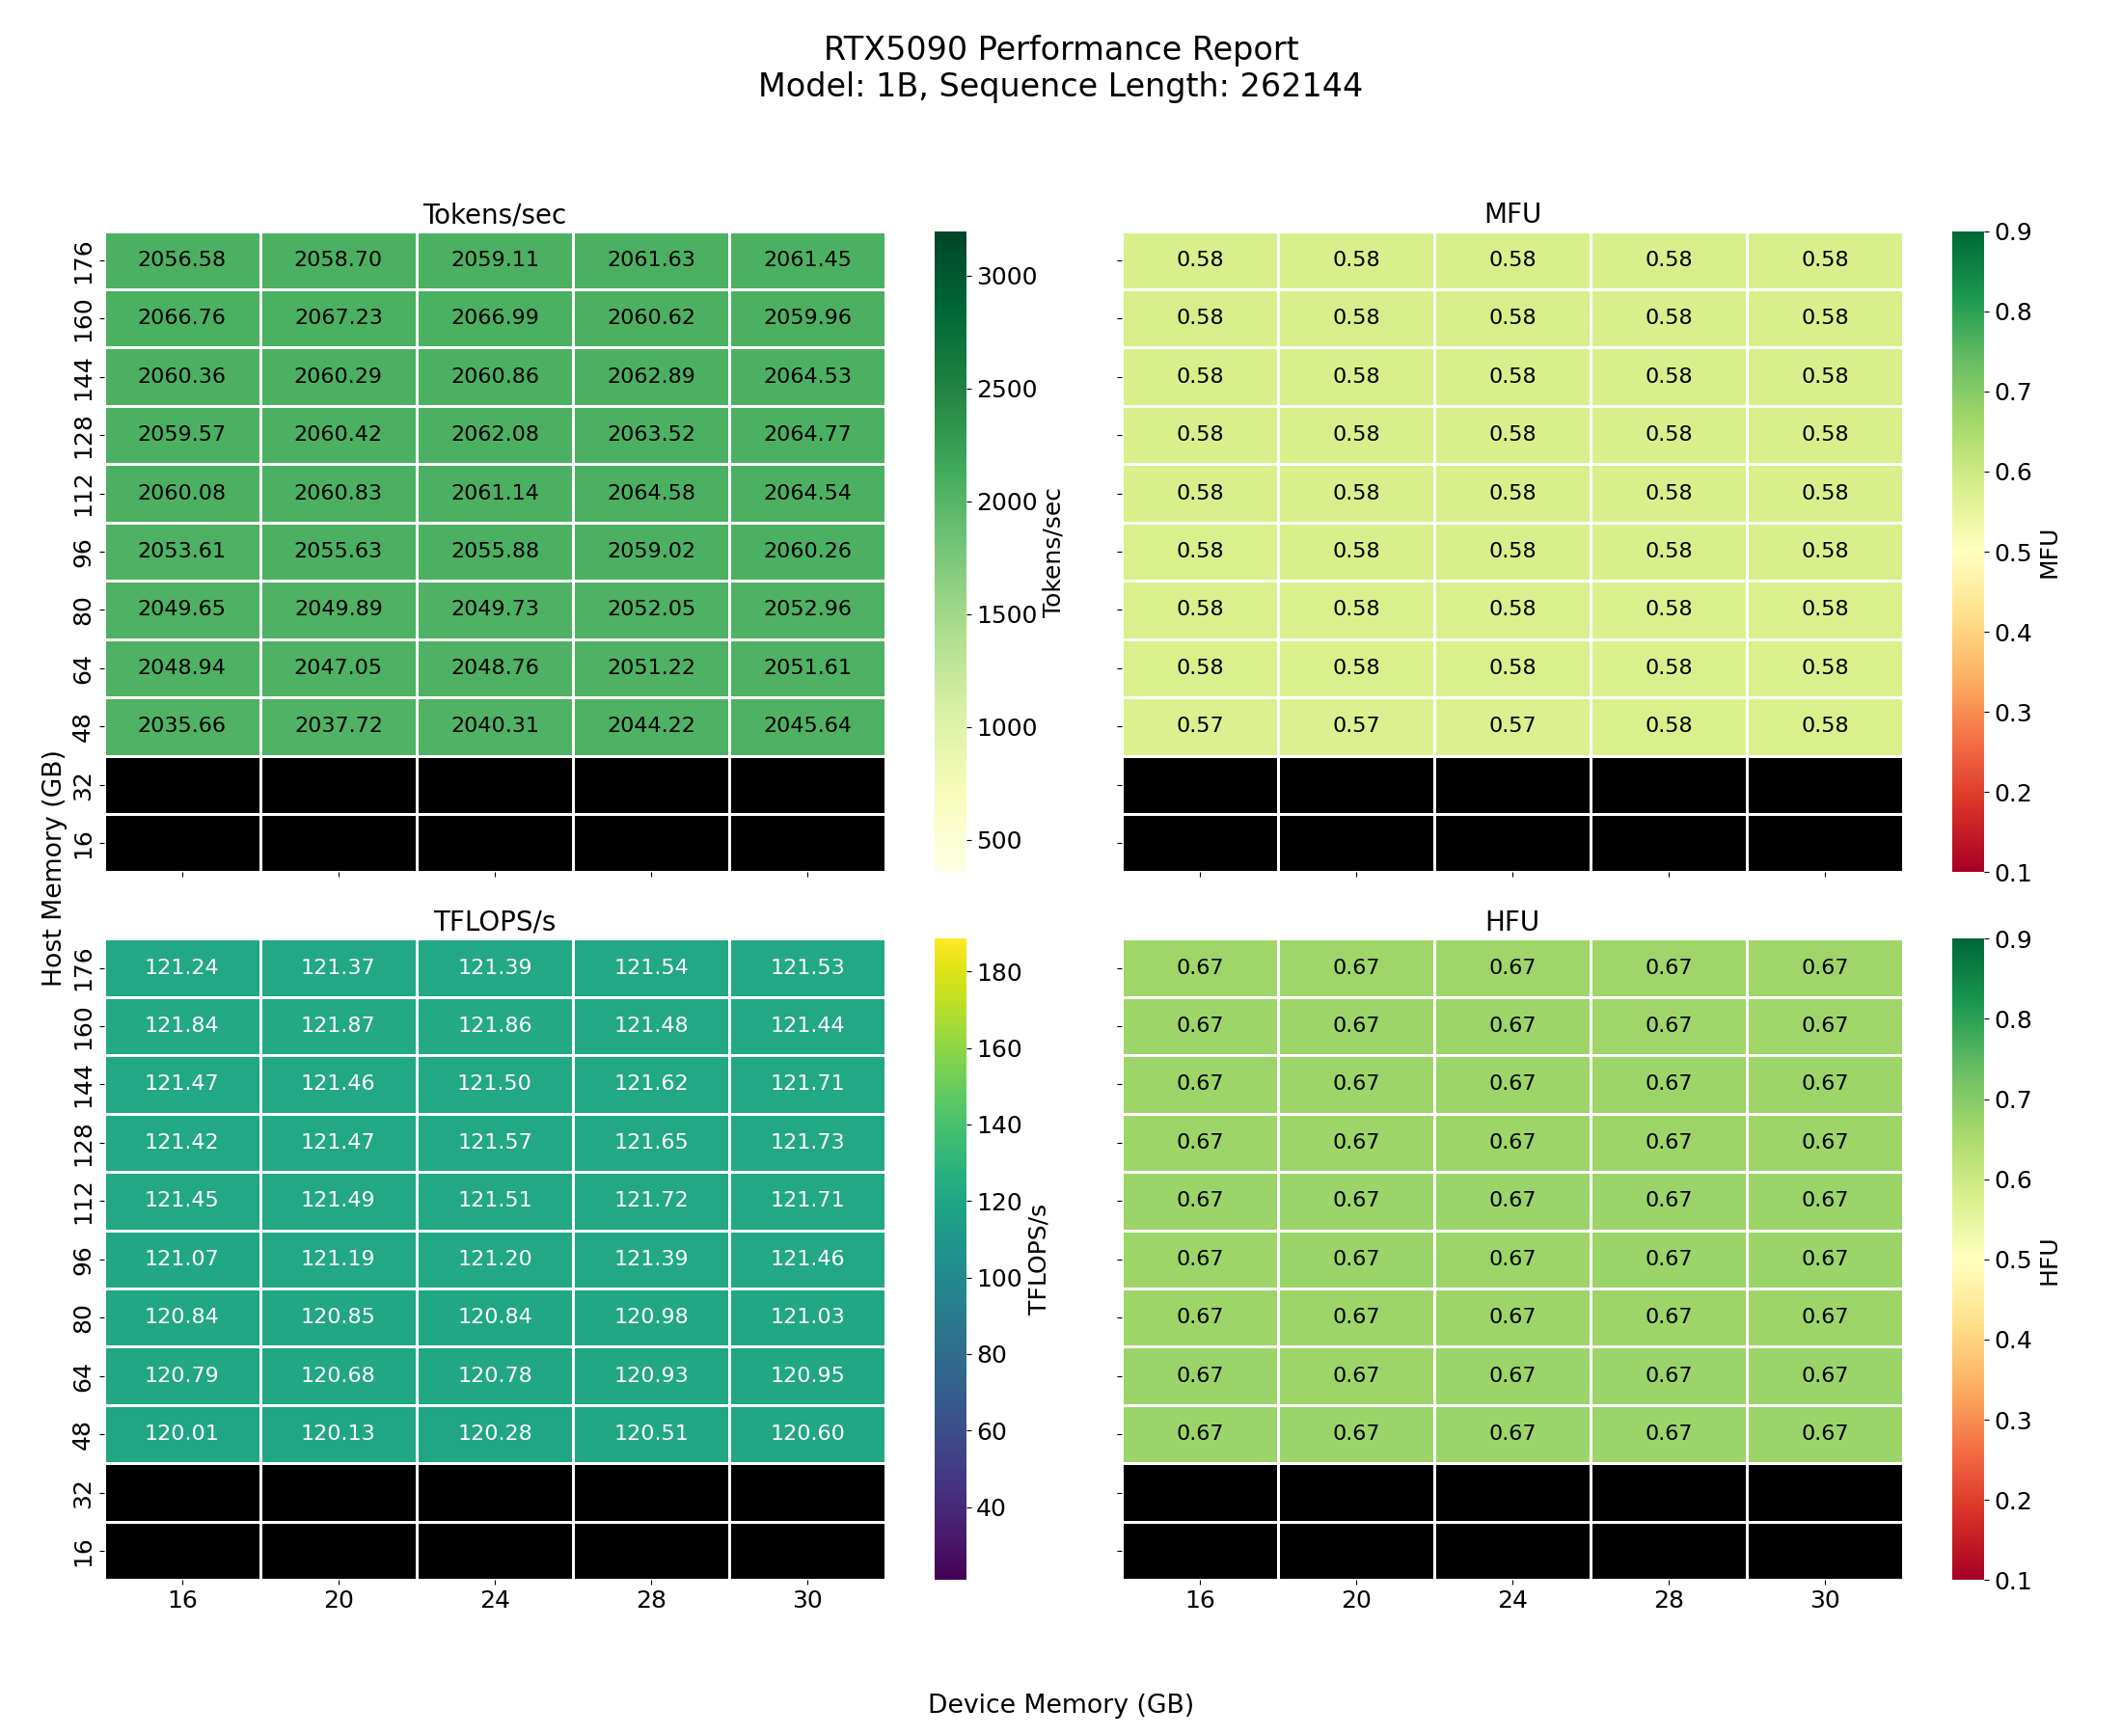 RTX5090 Performance Report
Model: 1B, Sequence Length: 262144
Tokens/sec
176 2056.58 2058.70 2059.11 2061.63 2061.45
160 2066.76 2067.23 2066.99 2060.62 2059.96
144 2060.36 2060.29 2060.86 2062.89 2064.53
128 2059.57 2060.42 2062.08 2063.52 2064.77
112 2060.08 2060.83 2061.14 2064.58 2064.54
96 2053.61 2055.63 2055.88 2059.02 2060.26
80 2049.65 2049.89 2049.73 2052.05 2052.96
64 2048.94 2047.05 2048.76 2051.22 2051.61
48 2035.66 2037.72 2040.31 2044.22 2045.64
32
16
3000
2500
2000
1500
1000
500
Tokens/sec
MFU
0.58 0.58 0.58 0.58 0.58
0.58 0.58 0.58 0.58 0.58
0.58 0.58 0.58 0.58 0.58
0.58 0.58 0.58 0.58 0.58
0.58 0.58 0.58 0.58 0.58
0.58 0.58 0.58 0.58 0.58
0.58 0.58 0.58 0.58 0.58
0.58 0.58 0.58 0.58 0.58
0.57 0.57 0.57 0.58 0.58
0.9
0.8
0.7
0.6
0.5
0.4
0.3
0.2
0.1
MFU
Host Memory (GB)
TFLOPS/s
176 121.24 121.37 121.39 121.54 121.53
160 121.84 121.87 121.86 121.48 121.44
144 121.47 121.46 121.50 121.62 121.71
128 121.42 121.47 121.57 121.65 121.73
112 121.45 121.49 121.51 121.72 121.71
96 121.07 121.19 121.20 121.39 121.46
80 120.84 120.85 120.84 120.98 121.03
64 120.79 120.68 120.78 120.93 120.95
48 120.01 120.13 120.28 120.51 120.60
32
16
16 20 24 28 30
180
160
140
120
100
80
60
40
TFLOPS/s
HFU
0.67 0.67 0.67 0.67 0.67
0.67 0.67 0.67 0.67 0.67
0.67 0.67 0.67 0.67 0.67
0.67 0.67 0.67 0.67 0.67
0.67 0.67 0.67 0.67 0.67
0.67 0.67 0.67 0.67 0.67
0.67 0.67 0.67 0.67 0.67
0.67 0.67 0.67 0.67 0.67
0.67 0.67 0.67 0.67 0.67
16 20 24 28 30
0.9
0.8
0.7
0.6
0.5
0.4
0.3
0.2
0.1
HFU
Device Memory (GB)